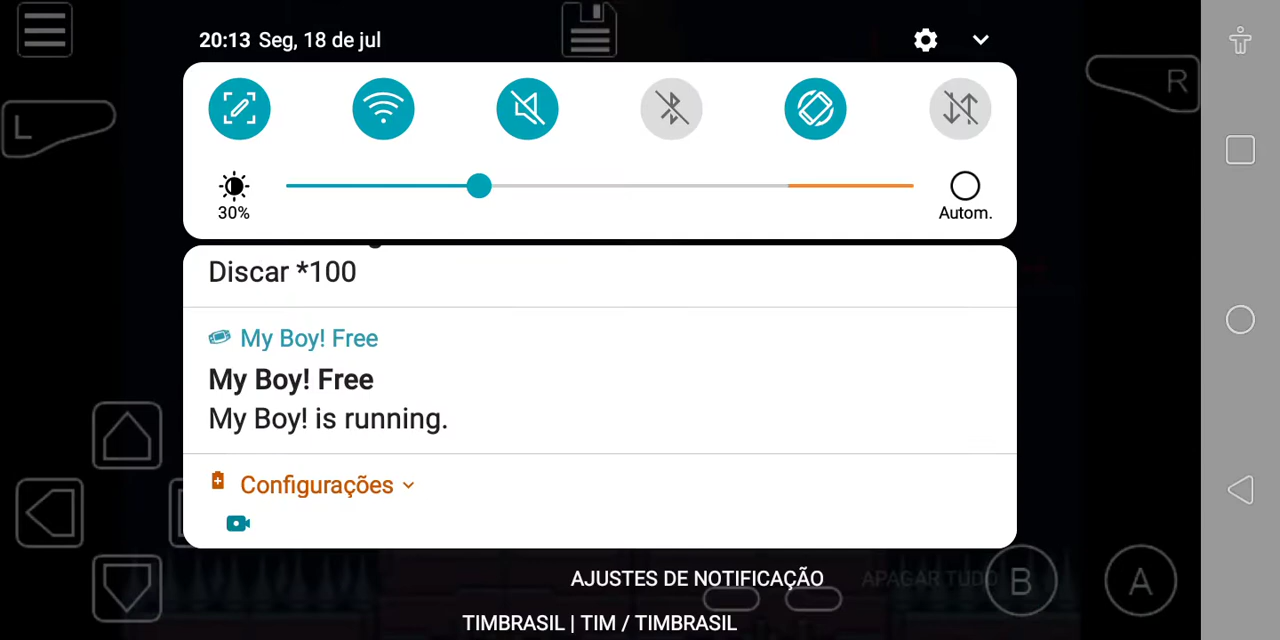 20:13 Seg, 18 de jul
L
R
30%
Autom.
Discar *100
My Boy! Free
My Boy! Free
My Boy! is running.
Configurações
AJUSTES DE NOTIFICAÇÃO
APAGAR TUDO
B
A
TIMBRASIL | TIM / TIMBRASIL